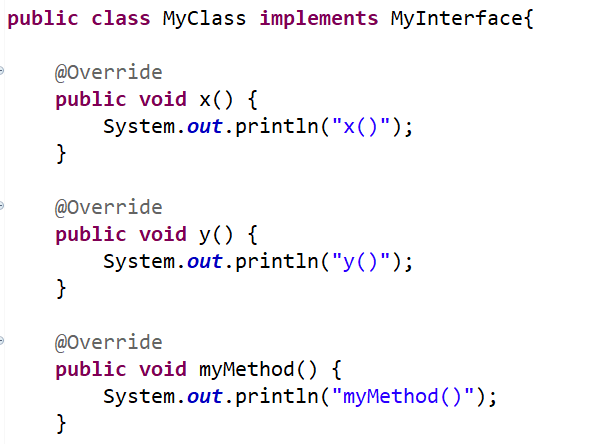 public class MyClass implements MyInterface{
@Override
public void x() {
System.out.println("x()");
}
@Override
public void y() {
System.out.println("y()");
}
@Override
public void myMethod() {
System.out.println("myMethod()");
}